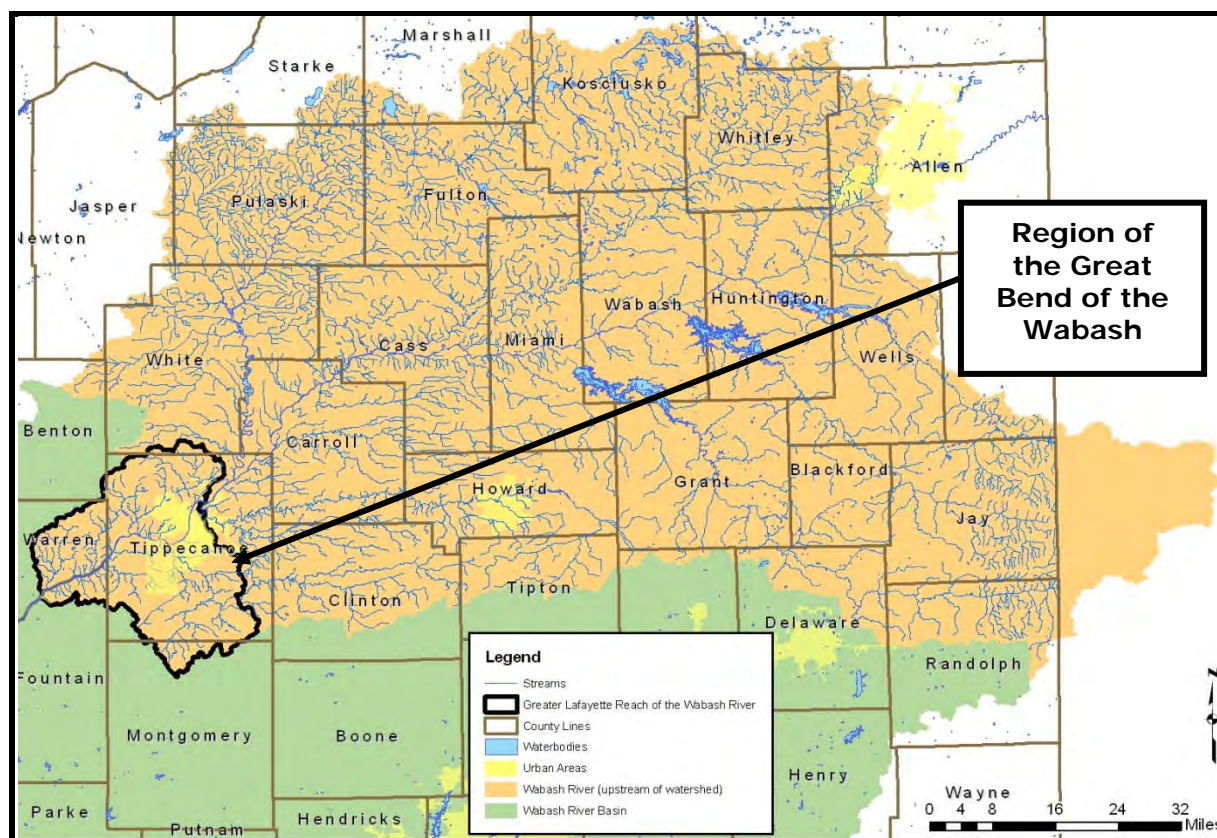 Marshall
Starke
Kosciusko
Whitley
Allen
Jasper
Pulaski
Fulton
Newton
Region of
the Great
Bend of the
Wabash
Wabash
Huntington
White
Cass
Miami
Wells
Benton
Carroll
Howard
Grant
Blackford
Jay
Warren
Tippecanoe
Clinton
Tipton
Delaware
Randolph
Fountain
Montgomery
Boone
Henry
Wayne
Parke
Putnam
Hendricks
Legend
Streams
Greater Lafayette Reach of the Wabash River
County Lines
Waterbodies
Urban Areas
Wabash River (upstream of watershed)
Wabash River Basin
0 4 8 16 24 32
Miles